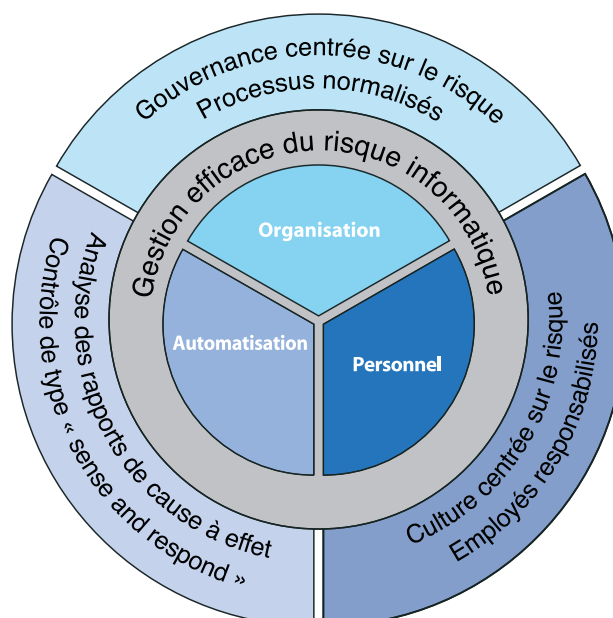 Gouvernance centrée sur le risque
Processus normalisés
Gestion efficace du risque informatique
Organisation
Automatisation
Personnel
Analyse des rapports de cause à effet
Contrôle de type « sense and respond »
Culture centrée sur le risque
Employés responsabilisés